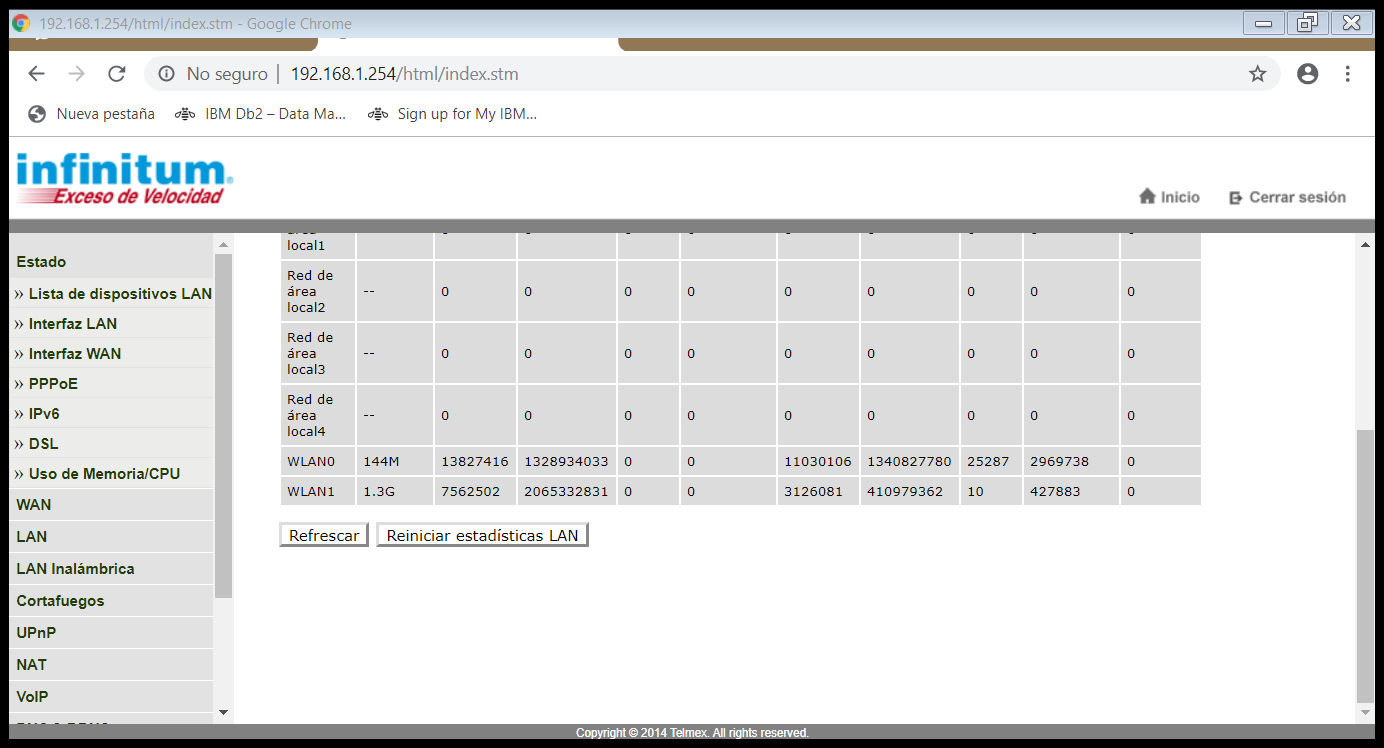 192.168.1.254/html/index.stm - Google Chrome
No seguro | 192.168.1.254/html/index.stm
Nueva pestaña IBM Db2 – Data Ma... Sign up for My IBM...
infinitum®
Exceso de Velocidad
Inicio Cerrar sesión
Estado
» Lista de dispositivos LAN
» Interfaz LAN
» Interfaz WAN
» PPPoE
» IPv6
» DSL
» Uso de Memoria/CPU
WAN
LAN
LAN Inalámbrica
Cortafuegos
UPnP
NAT
VoIP
local1
Red de
área
local2
-- 0 0 0 0 0 0 0 0 0
Red de
área
local3
-- 0 0 0 0 0 0 0 0 0
Red de
área
local4
-- 0 0 0 0 0 0 0 0 0
WLAN0 144M 13827416 1328934033 0 0 11030106 1340827780 25287 2969738 0
WLAN1 1.3G 7562502 2065332831 0 0 3126081 410979362 10 427883 0
Refrescar Reiniciar estadísticas LAN
Copyright © 2014 Telmex. All rights reserved.